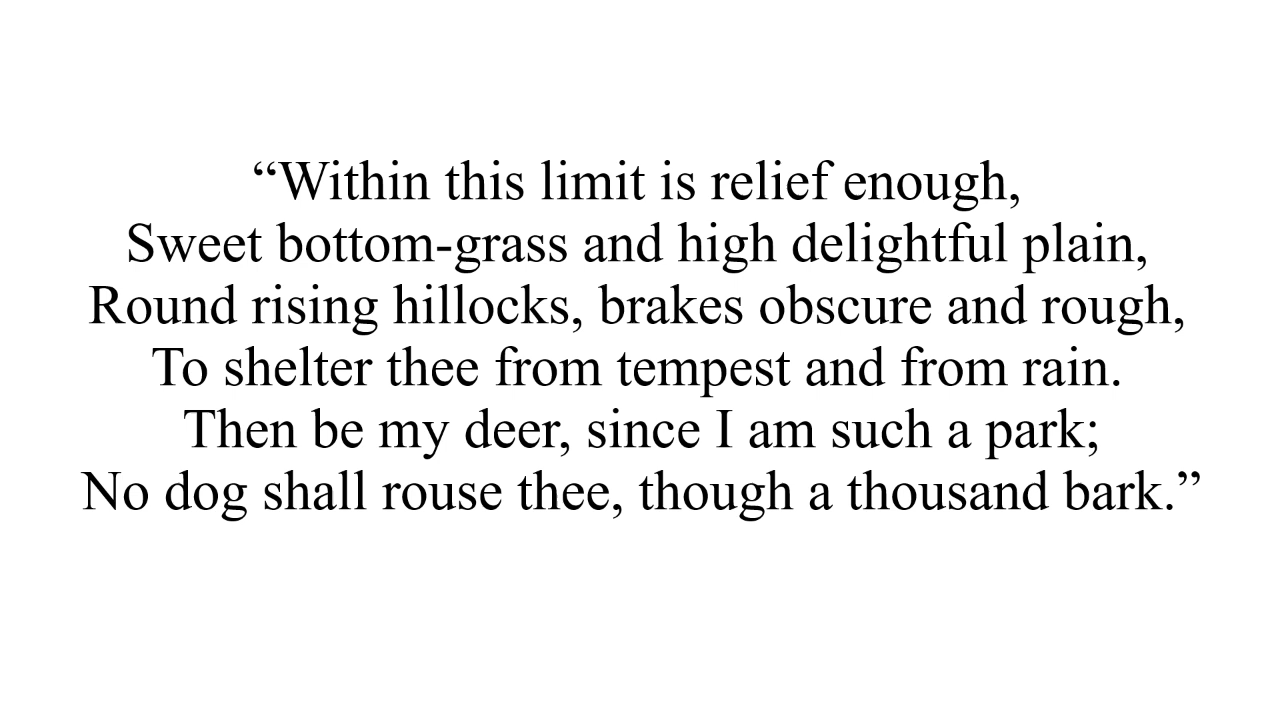 “Within this limit is relief enough,
Sweet bottom-grass and high delightful plain,
Round rising hillocks, brakes obscure and rough,
To shelter thee from tempest and from rain.
Then be my deer, since I am such a park;
No dog shall rouse thee, though a thousand bark.”